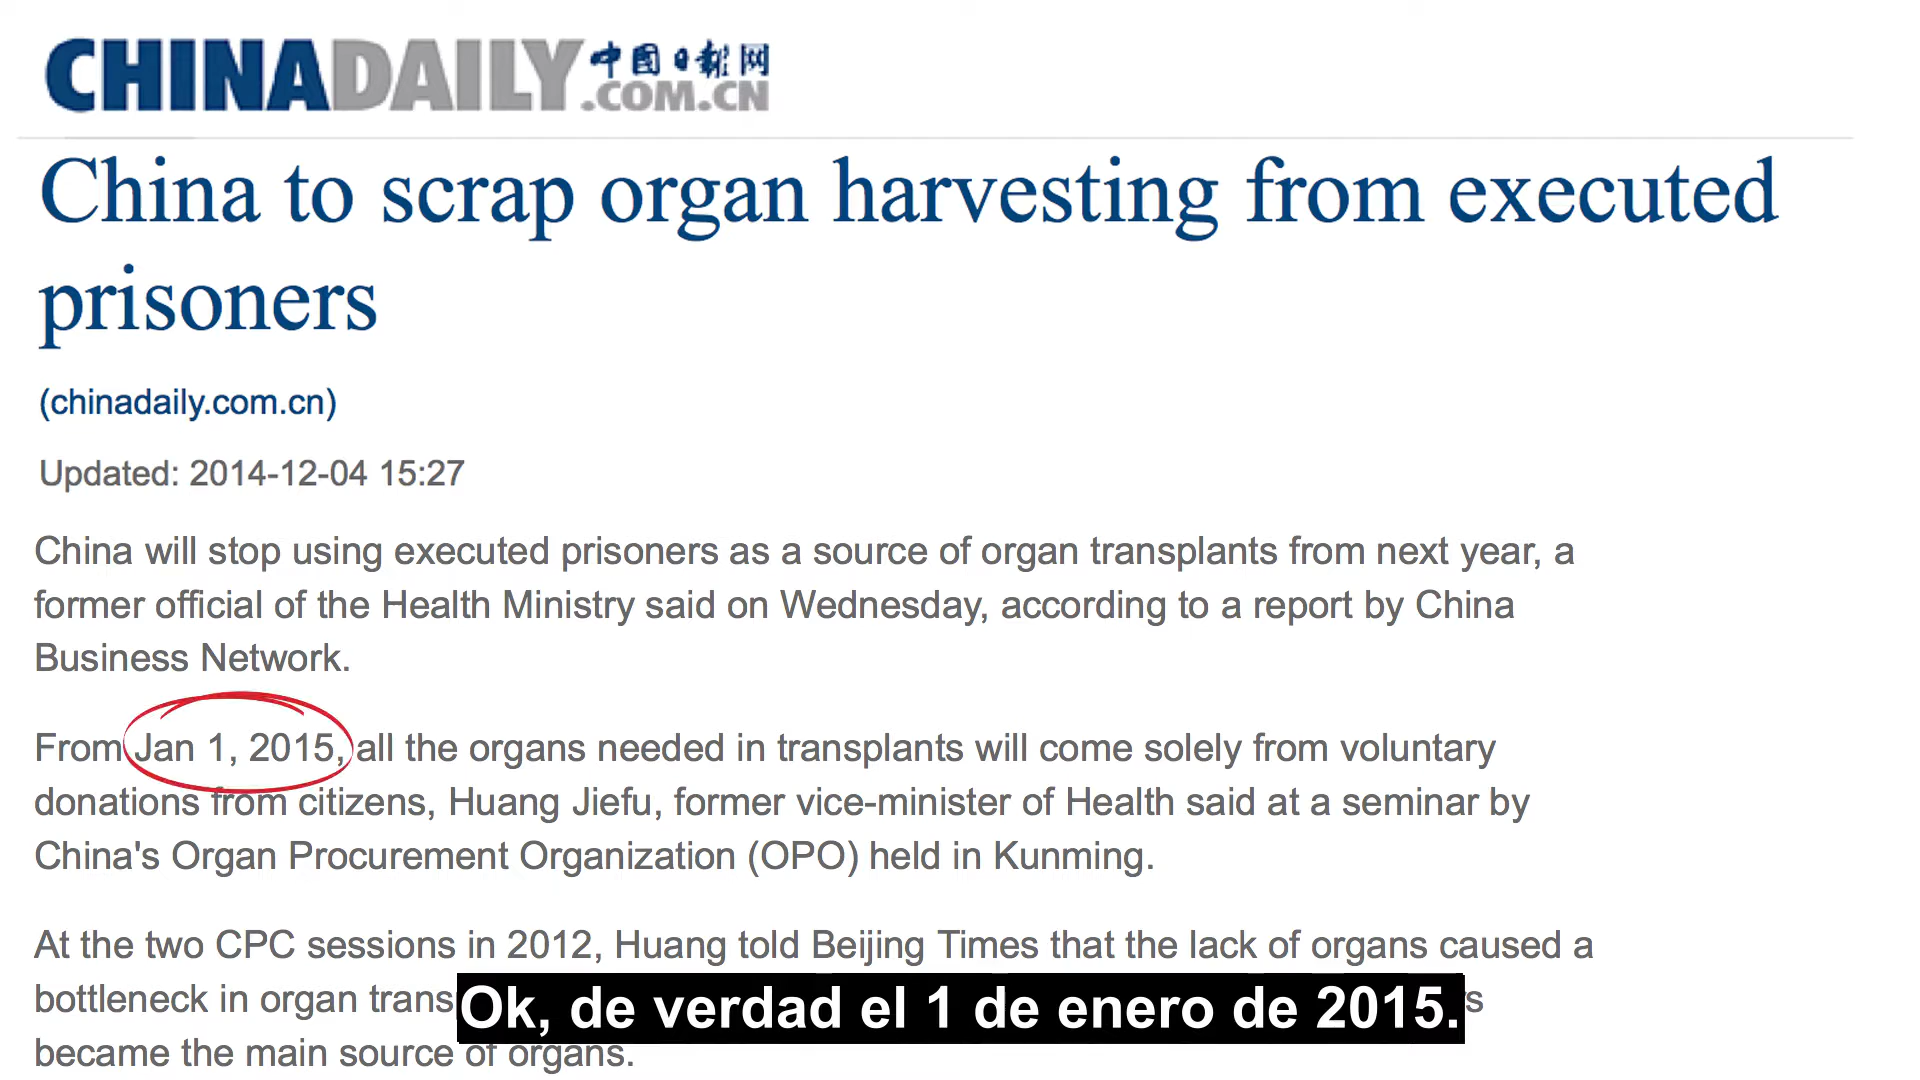 CHINADAILY 中國日報网
.COM.CN
China to scrap organ harvesting from executed
prisoners
(chinadaily.com.cn)
Updated: 2014-12-04 15:27
China will stop using executed prisoners as a source of organ transplants from next year, a
former official of the Health Ministry said on Wednesday, according to a report by China
Business Network.
From Jan 1, 2015, all the organs needed in transplants will come solely from voluntary
donations from citizens, Huang Jiefu, former vice-minister of Health said at a seminar by
China's Organ Procurement Organization (OPO) held in Kunming.
At the two CPC sessions in 2012, Huang told Beijing Times that the lack of organs caused a
bottleneck in organ
Ok, de verdad el 1 de enero de 2015.
became the main source of organs.